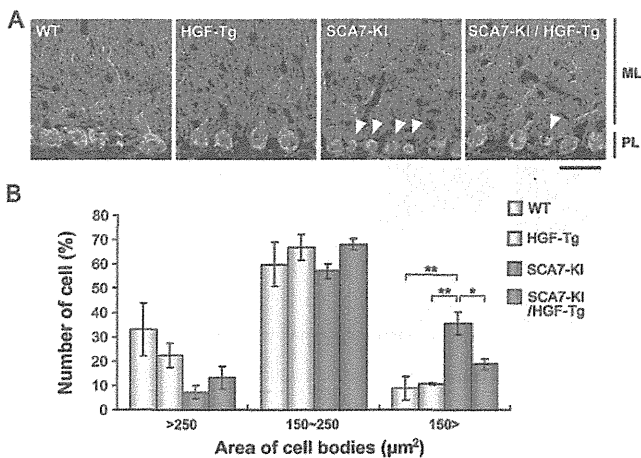 A
WT
HGF-Tg
SCA7-KI
SCA7-KI / HGF-Tg
ML
PL
B
Number of cell (%)
80
70
60
50
40
30
20
10
0
** 
** *
>250
150~250
150>
Area of cell bodies (μm²)
WT
HGF-Tg
SCA7-KI
SCA7-KI
/HGF-Tg